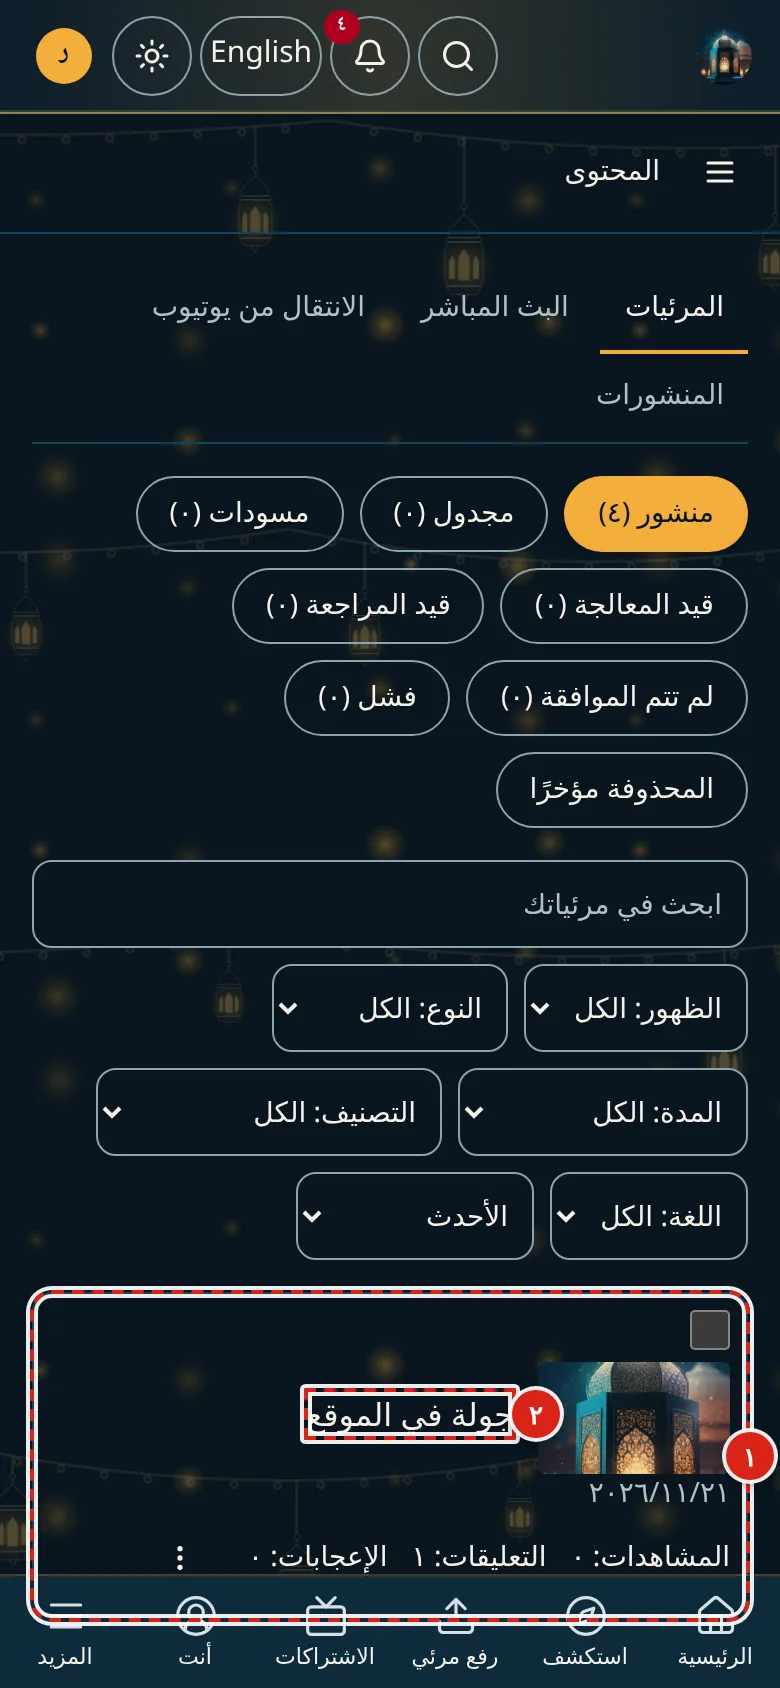 ر
English
٤
المحتوى
المرئيات
البث المباشر
الانتقال من يوتيوب
المنشورات
منشور (٤)
مجدول (٠)
مسودات (٠)
قيد المعالجة (٠)
قيد المراجعة (٠)
لم تتم الموافقة (٠)
فشل (٠)
المحذوفة مؤخرًا
ابحث في مرئياتك
الظهور: الكل
النوع: الكل
المدة: الكل
التصنيف: الكل
اللغة: الكل
الأحدث
جولة في الموقع
٢
١
٢٠٢٦/١١/٢١
المشاهدات: ٠
التعليقات: ١
الإعجابات: ٠
الرئيسية
استكشف
رفع مرئي
الاشتراكات
أنت
المزيد